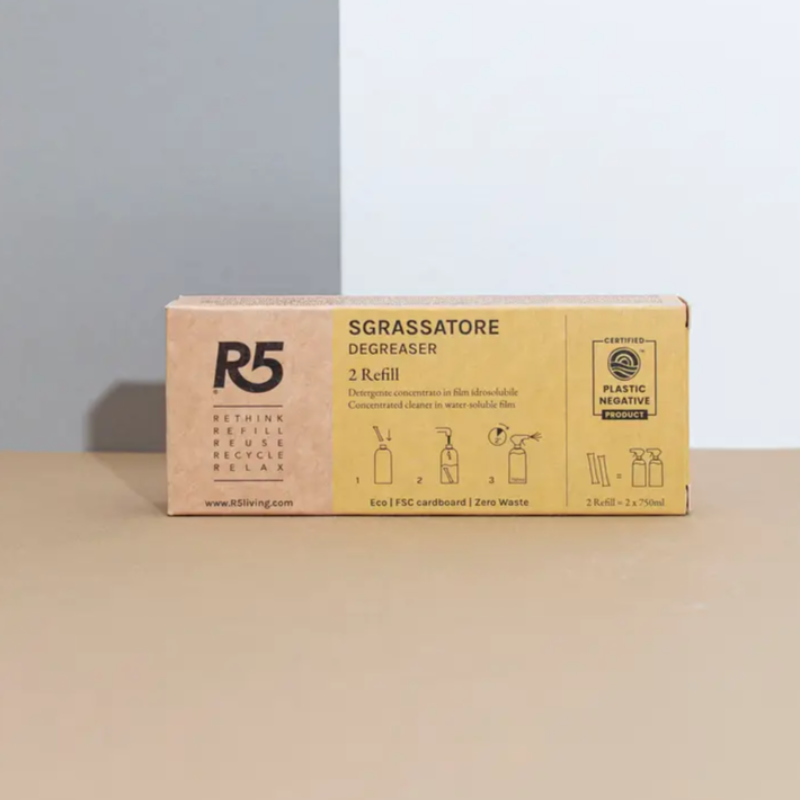 R5
RETHINK
REFILL
REUSE
RECYCLE
RELAX
www.R5living.com
SGRASSATORE
DEGREASER
2 Refill
Detergente concentrato in film idrosolubile
Concentrated cleaner in water-soluble film
1 2 3
Eco | FSC cardboard | Zero Waste
CERTIFIED
PLASTIC
NEGATIVE
PRODUCT
=
2 Refill = 2 x 750ml